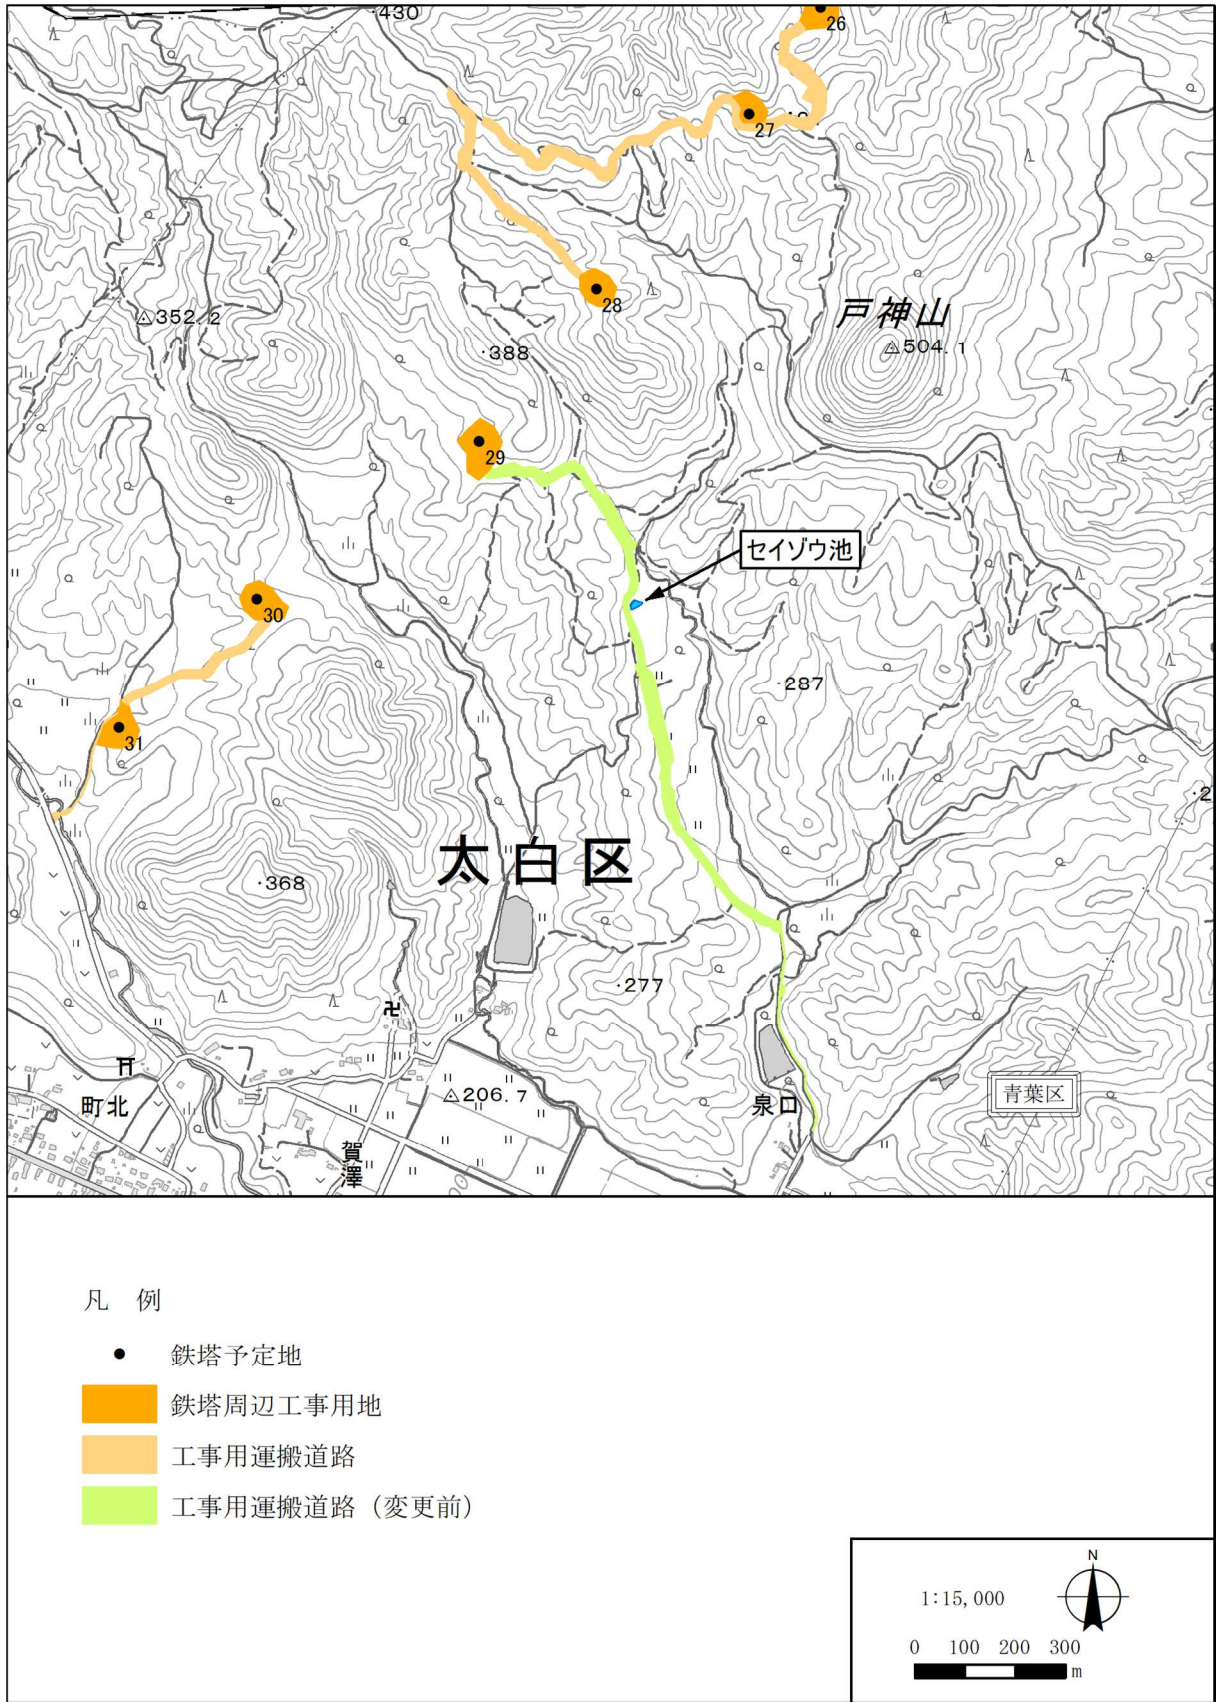 430
26
27
28
352.2
戸神山
504.1
388
29
セイゾウ池
30
287
31
太白区
368
277
町北
206.7
賀澤
泉口
青葉区
凡 例
鉄塔予定地
鉄塔周辺工事用地
工事用運搬道路
工事用運搬道路（変更前）
N
1:15,000
0 100 200 300
m